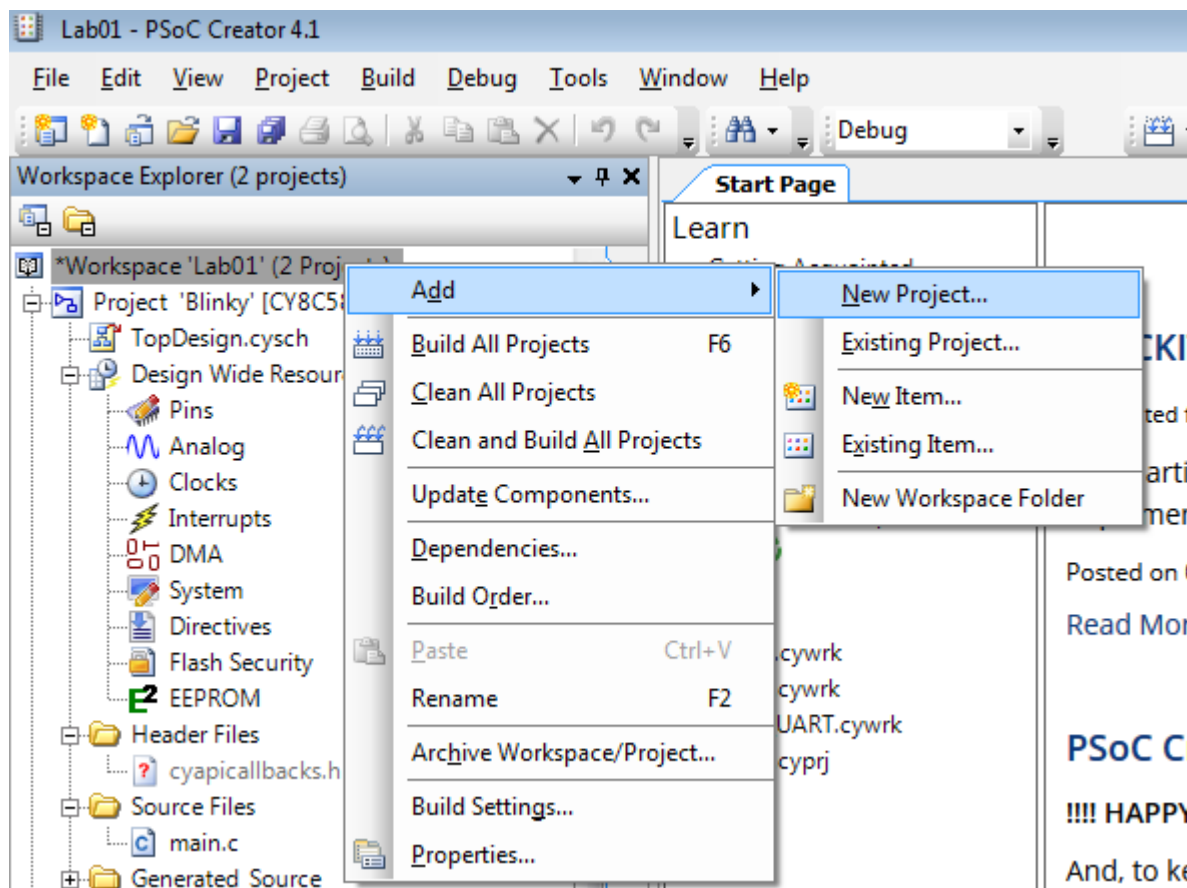 Lab01 - PSoC Creator 4.1
File Edit View Project Build Debug Tools Window Help
Debug
Workspace Explorer (2 projects)
Start Page
Learn
*Workspace 'Lab01' (2
Project 'Blinky' [CY8C5
TopDesign.cysch
Design Wide Resour
Pins
Analog
Clocks
Interrupts
DMA
System
Directives
Flash Security
E2 EEPROM
Header Files
cyapicallbacks.h
Source Files
main.c
Generated_Source
Add
Build All Projects F6
Clean All Projects
Clean and Build All Projects
Update Components...
Dependencies...
Build Order...
Paste Ctrl+V
Rename F2
Archive Workspace/Project...
Build Settings...
Properties...
New Project...
Existing Project...
New Item...
Existing Item...
New Workspace Folder
.cywrk
cywrk
UART.cywrk
cyprj
CKI
ted
arti
Posted on
Read Mor
PSoC C
!!!! HAPPY
And, to ke